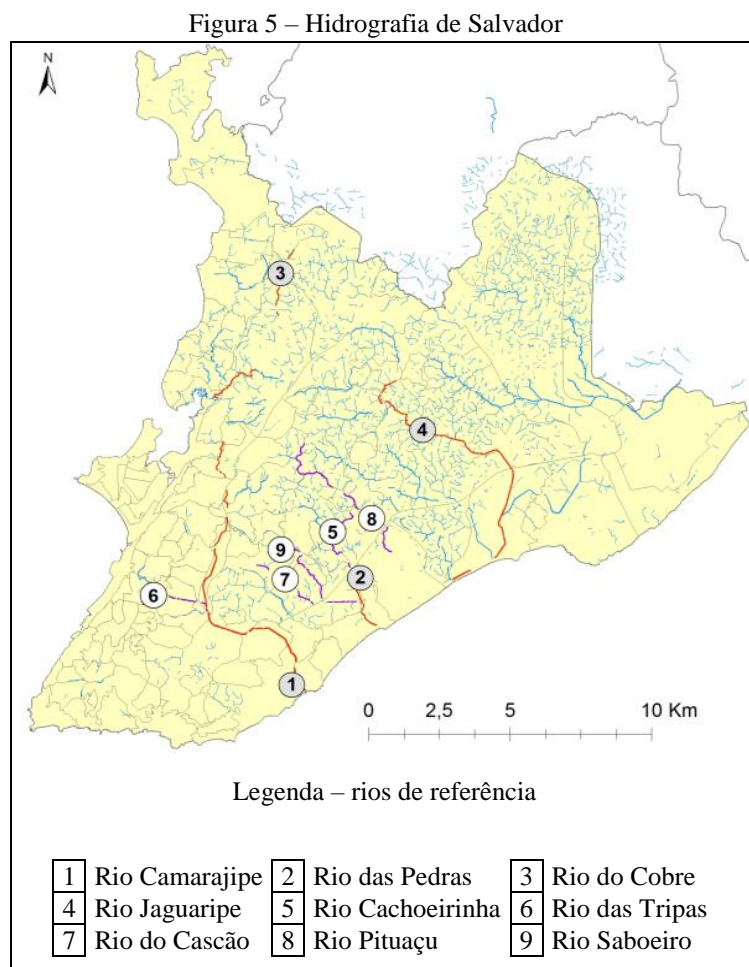 Figura 5 – Hidrografia de Salvador
N
3
4
8
5
9
7
2
6
1
0 2,5 5 10 Km
Legenda – rios de referência
1 Rio Camarajipe 2 Rio das Pedras 3 Rio do Cobre
4 Rio Jaguaripe 5 Rio Cachoeirinha 6 Rio das Tripas
7 Rio do Cascão 8 Rio Pituaçu 9 Rio Saboeiro